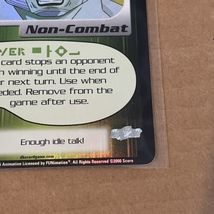 Non-Combat
card stops an opponent
winning until the end of
r next turn. Use when
eded. Remove from the
game after use.
Enough idle talk!
Animation Licensed by FUNimation®. All Rights Reserved ©2000 Score